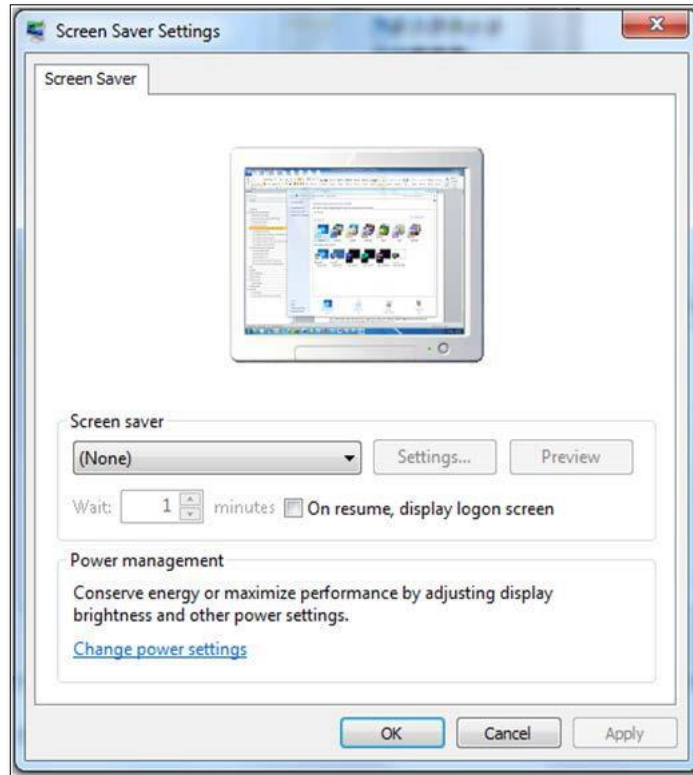 Screen Saver Settings
Screen Saver
Screen saver
(None)
Settings...
Preview
Wait:
1
minutes
On resume, display logon screen
Power management
Conserve energy or maximize performance by adjusting display
brightness and other power settings.
Change power settings
OK
Cancel
Apply